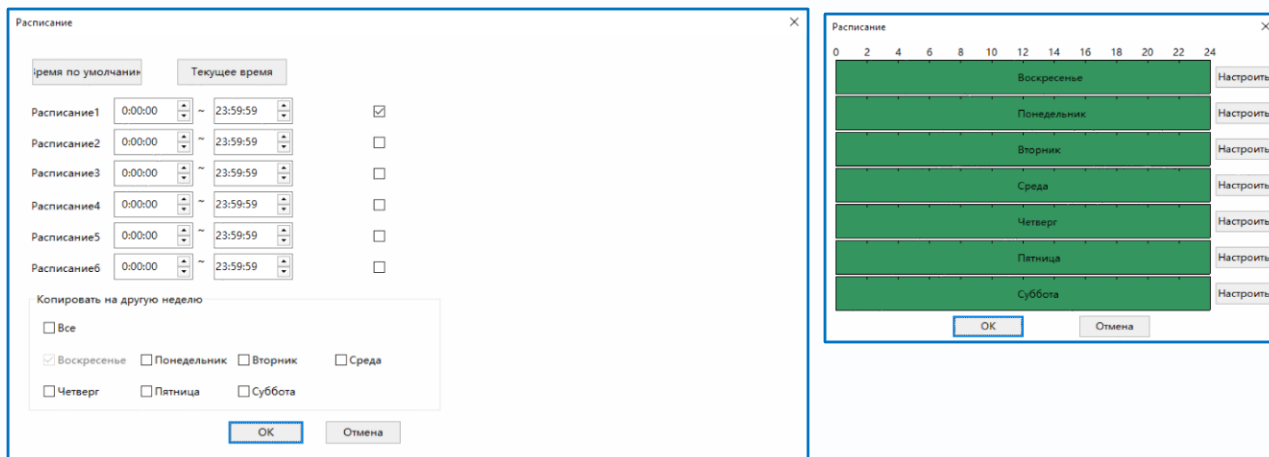 Расписание
Время по умолчани Текущее время
Расписание1 0:00:00 ~ 23:59:59
Расписание2 0:00:00 ~ 23:59:59
Расписание3 0:00:00 ~ 23:59:59
Расписание4 0:00:00 ~ 23:59:59
Расписание5 0:00:00 ~ 23:59:59
Расписание6 0:00:00 ~ 23:59:59
Копировать на другую неделю
Все
Воскресенье Понедельник Вторник Среда
Четверг Пятница Суббота
ОК Отмена
Расписание
0 2 4 6 8 10 12 14 16 18 20 22 24
Воскресенье Настроить
Понедельник Настроить
Вторник Настроить
Среда Настроить
Четверг Настроить
Пятница Настроить
Суббота Настроить
ОК Отмена